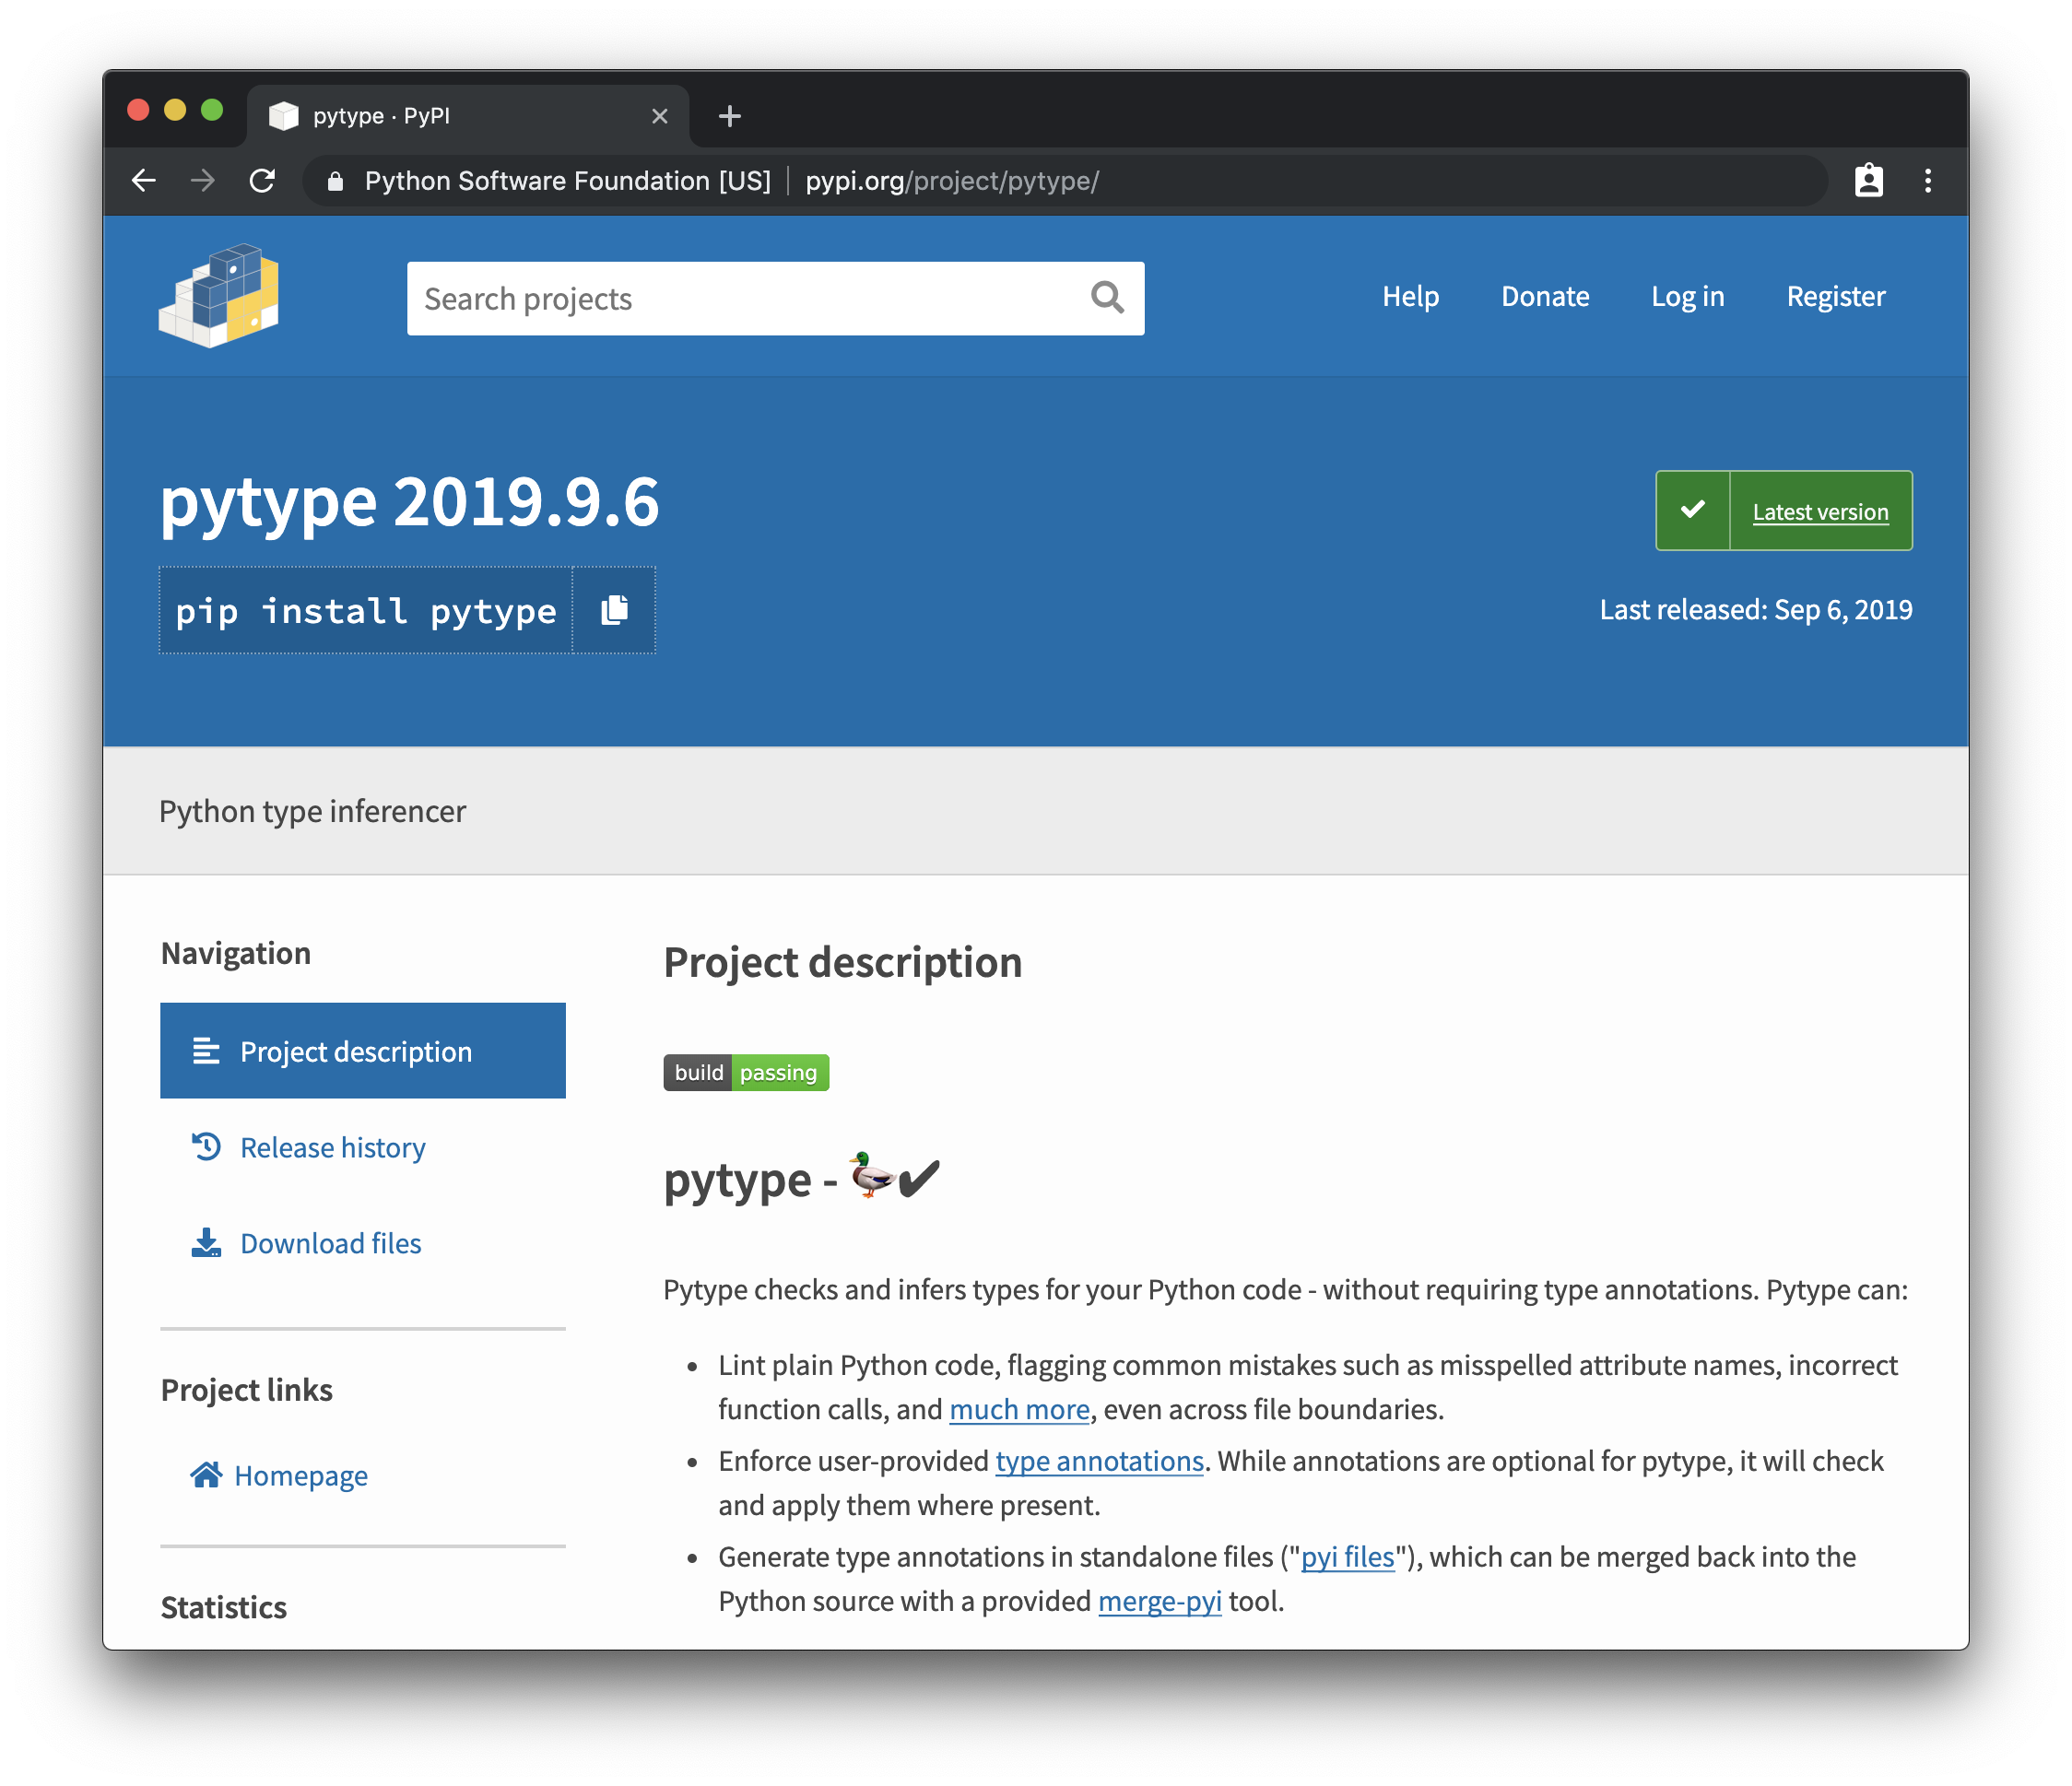 pytype · PyPI
Python Software Foundation [US] | pypi.org/project/pytype/
Search projects
Help Donate Log in Register
pytype 2019.9.6
Latest version
pip install pytype
Last released: Sep 6, 2019
Python type inferencer
Navigation
Project description
Release history
Download files
Project links
Homepage
Statistics
Project description
build passing
pytype - 🦆✔
Pytype checks and infers types for your Python code - without requiring type annotations. Pytype can:
• Lint plain Python code, flagging common mistakes such as misspelled attribute names, incorrect
function calls, and much more, even across file boundaries.
• Enforce user-provided type annotations. While annotations are optional for pytype, it will check
and apply them where present.
• Generate type annotations in standalone files ("pyi files"), which can be merged back into the
Python source with a provided merge-pyi tool.